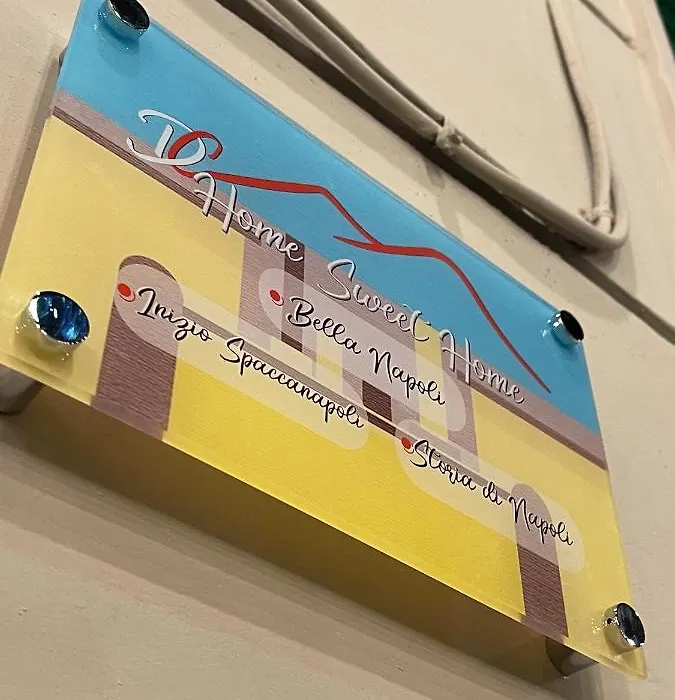 DC
Home Sweet Home
Bella Napoli
Inizio Spaccanapoli
Storia di Napoli